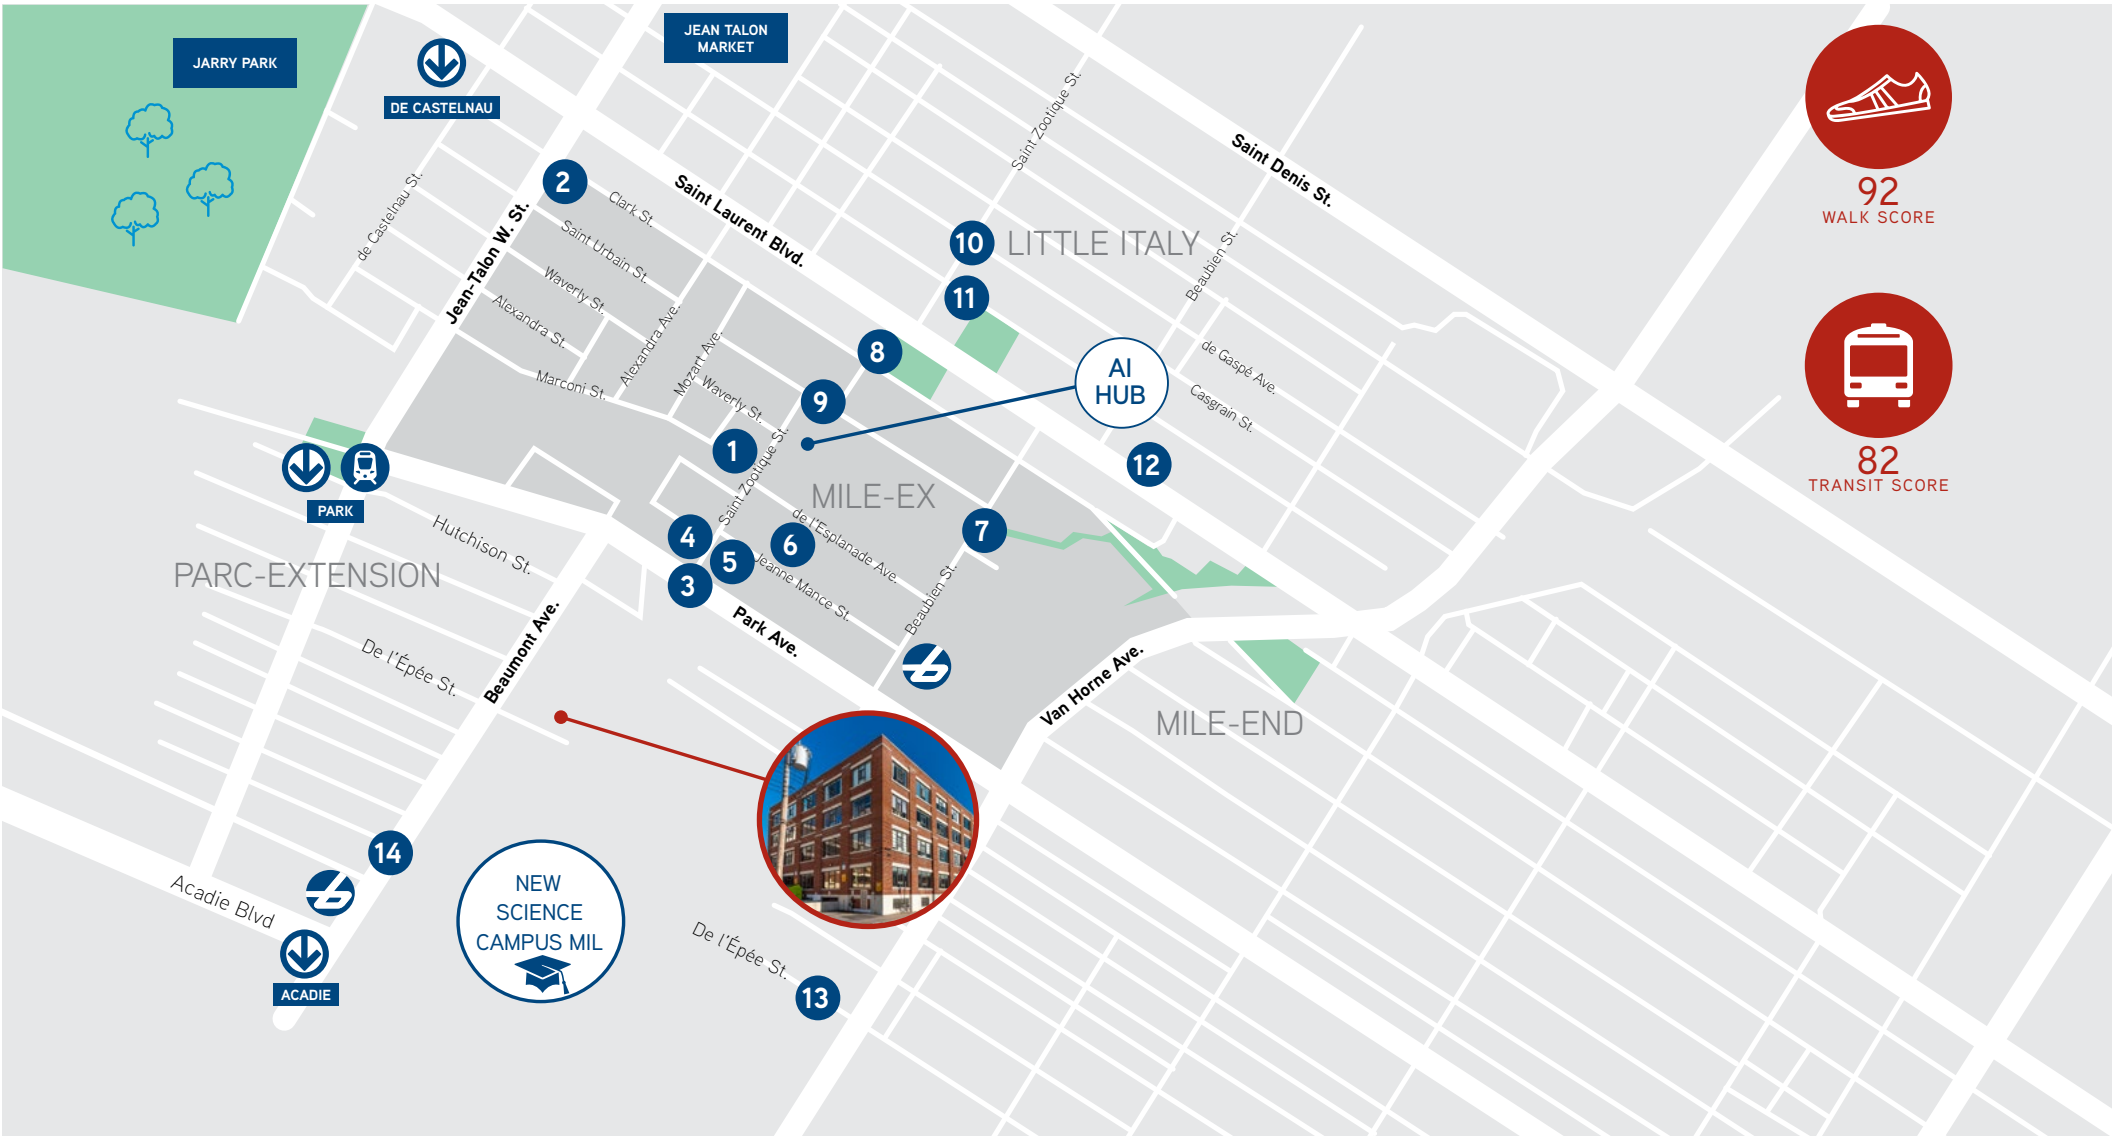 JARRY PARK
DE CASTELNAU
JEAN TALON
MARKET
92
WALK SCORE
82
TRANSIT SCORE
Saint Zootique St.
Saint Denis St.
Saint Laurent Blvd.
2
Clark St.
Saint Urbain St.
Waverly St.
Alexandra St.
Marconi St.
de Castelnau St.
Jean-Talon W. St.
Alexandra Ave.
Mozart Ave.
Waverly St.
10
LITTLE ITALY
11
Beaubien St.
8
9
AI
HUB
de Gaspé Ave.
Casgrain St.
12
1
Saint Zootique St.
MILE-EX
de l'Esplanade Ave.
7
4
5
6
3
Jeanne Mance St.
Beaubien St.
Park Ave.
PARK
Hutchison St.
PARC-EXTENSION
De l'Épée St.
Beaumont Ave.
Van Horne Ave.
MILE-END
14
Acadie Blvd
ACADIE
NEW
SCIENCE
CAMPUS MIL
De l'Épée St.
13